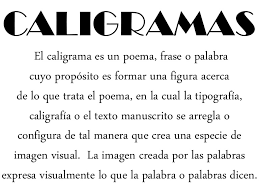 CALIGRAMAS
El caligrama es un poema, frase o palabra
cuyo propósito es formar una figura acerca
de lo que trata el poema, en la cual la tipografía,
caligrafía o el texto manuscrito se arregla o
configura de tal manera que crea una especie de
imagen visual. La imagen creada por las palabras
expresa visualmente lo que la palabra o palabras dicen.